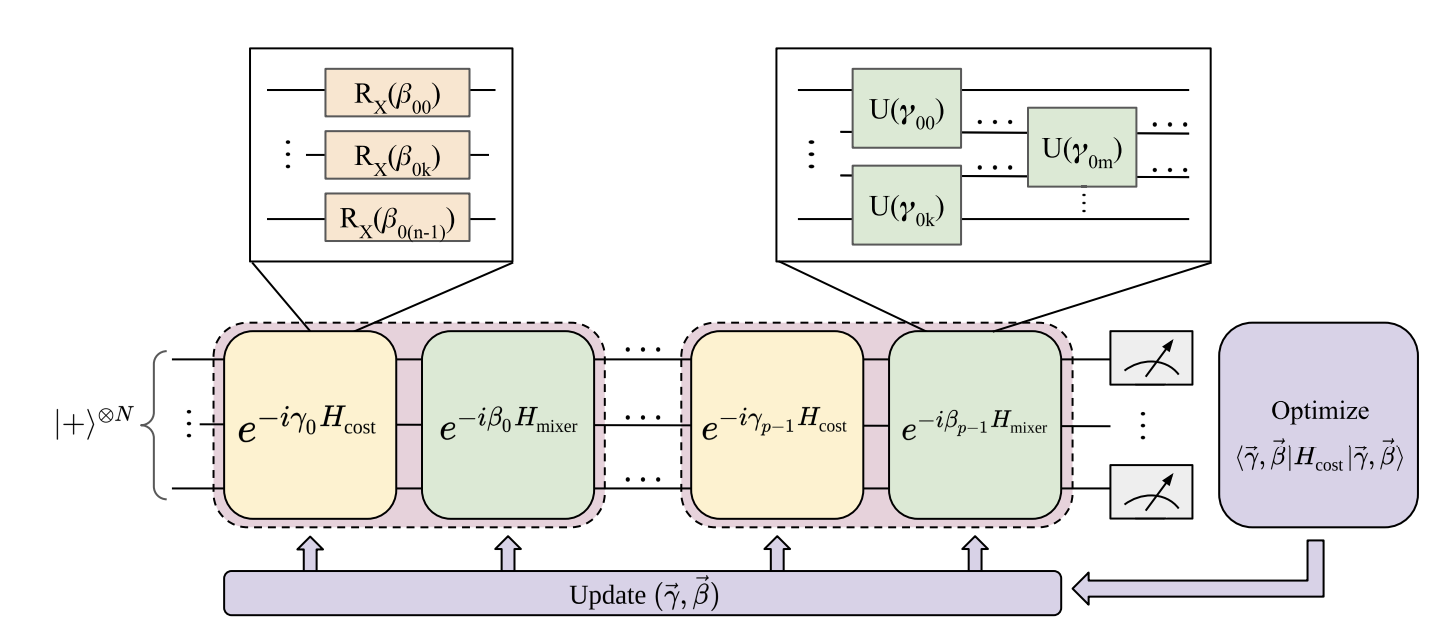 R_X(β_00)
R_X(β_0k)
R_X(β_0(n-1))
U(γ_00)
U(γ_0k)
U(γ_0m)
|+⟩^⊗N
e^{-iγ_0 H_cost}
e^{-iβ_0 H_mixer}
e^{-iγ_{p-1} H_cost}
e^{-iβ_{p-1} H_mixer}
Optimize
⟨γ⃗, β⃗|H_cost|γ⃗, β⃗⟩
Update (γ⃗, β⃗)